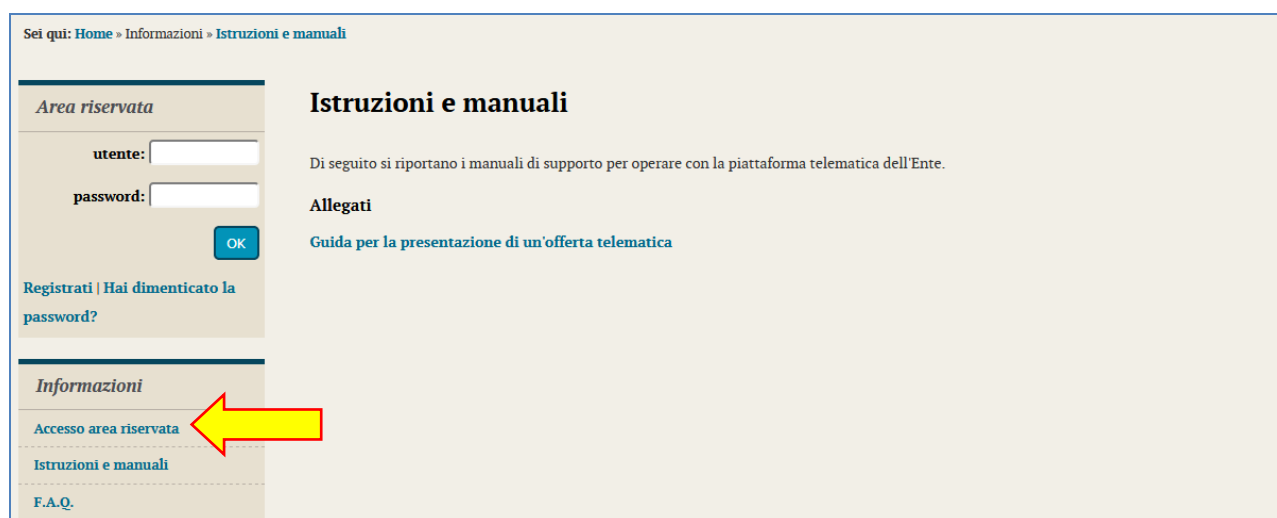 Sei qui: Home » Informazioni » Istruzioni e manuali
Area riservata
utente:
password:
OK
Registrati | Hai dimenticato la
password?
Informazioni
Accesso area riservata
Istruzioni e manuali
F.A.Q.
Istruzioni e manuali
Di seguito si riportano i manuali di supporto per operare con la piattaforma telematica dell'Ente.
Allegati
Guida per la presentazione di un'offerta telematica